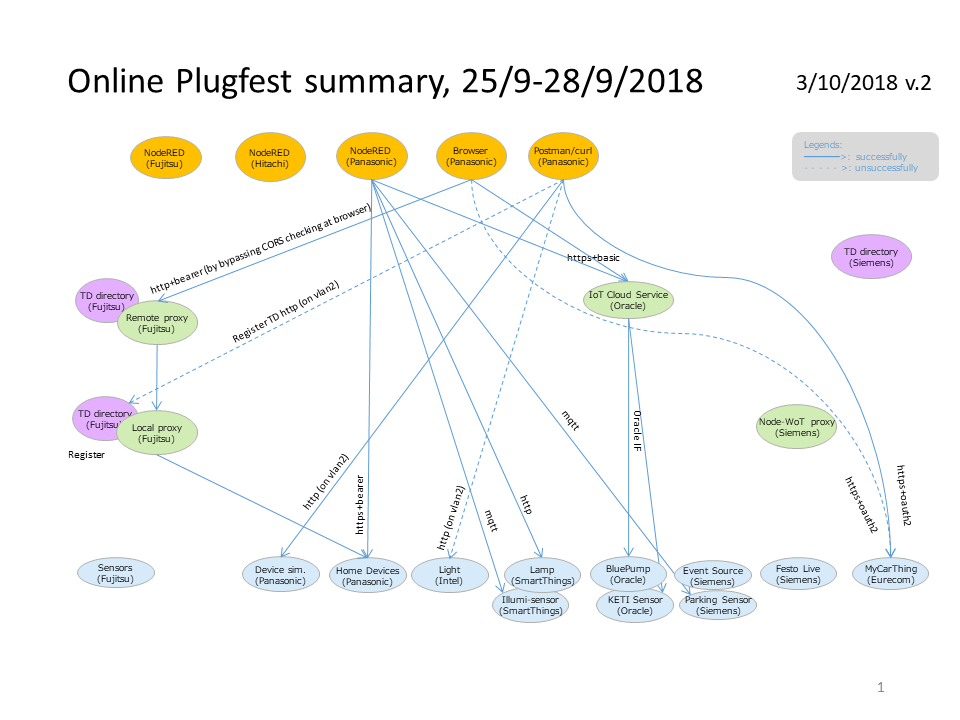 Online Plugfest summary, 25/9-28/9/2018
3/10/2018 v.2
NodeRED
(Fujitsu)
NodeRED
(Hitachi)
NodeRED
(Panasonic)
Browser
(Panasonic)
Postman/curl
(Panasonic)
Legends:
>: successfully
>: unsuccessfully
http+bearer (by bypassing CORS checking at browser)
https+basic
TD directory
(Siemens)
TD directory
(Fujitsu)
Remote proxy
(Fujitsu)
Register TD http (on vlan2)
IoT Cloud Service
(Oracle)
TD directory
(Fujitsu)
Local proxy
(Fujitsu)
Register
mqtt
Oracle IF
Node-WoT proxy
(Siemens)
http (on vlan2)
https+bearer
http (on vlan2)
mqtt
http
https+oauth2
https+oauth2
Sensors
(Fujitsu)
Device sim.
(Panasonic)
Home Devices
(Panasonic)
Light
(Intel)
Lamp
(SmartThings)
Illumi-sensor
(SmartThings)
BluePump
(Oracle)
KETI Sensor
(Oracle)
Event Source
(Siemens)
Parking Sensor
(Siemens)
Festo Live
(Siemens)
MyCarThing
(Eurecom)
1